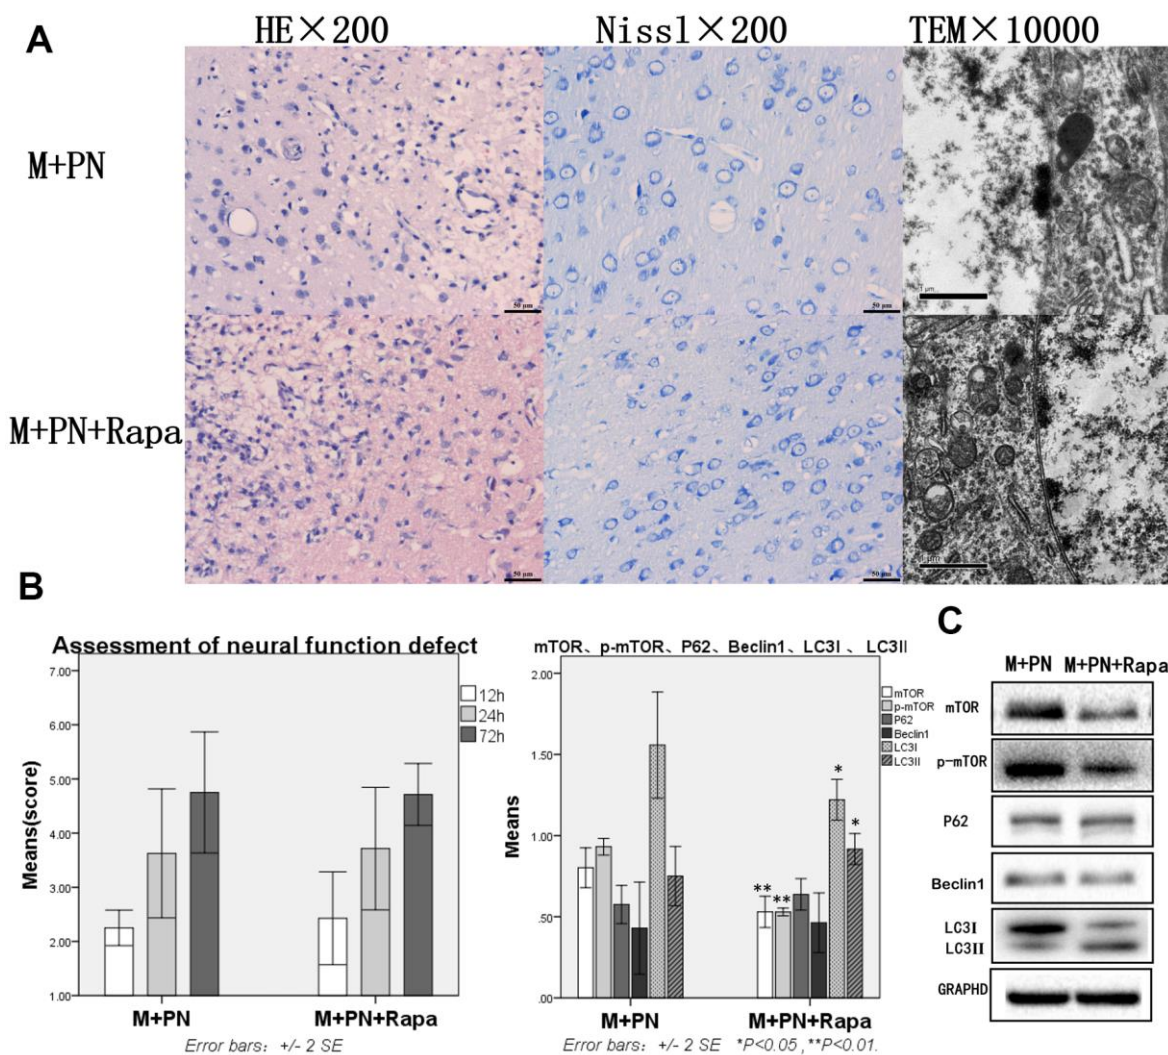 A
HE×200
Nissl×200
TEM×10000
M+PN
50 μm
50 μm
1 μm
M+PN+Rapa
50 μm
50 μm
1 μm
B
Assessment of neural function defect
Means(score)
7.00
6.00
5.00
4.00
3.00
2.00
1.00
12h
24h
72h
M+PN
M+PN+Rapa
Error bars: +/- 2 SE
mTOR、p-mTOR、P62、Beclin1、LC3I 、 LC3II
Means
2.00
1.50
1.00
.50
.00
mTOR
p-mTOR
P62
Beclin1
LC3I
LC3II
**
**
*
*
M+PN
M+PN+Rapa
Error bars: +/- 2 SE *P<0.05 ,**P<0.01.
C
M+PN M+PN+Rapa
mTOR
p-mTOR
P62
Beclin1
LC3I
LC3II
GRAPHD